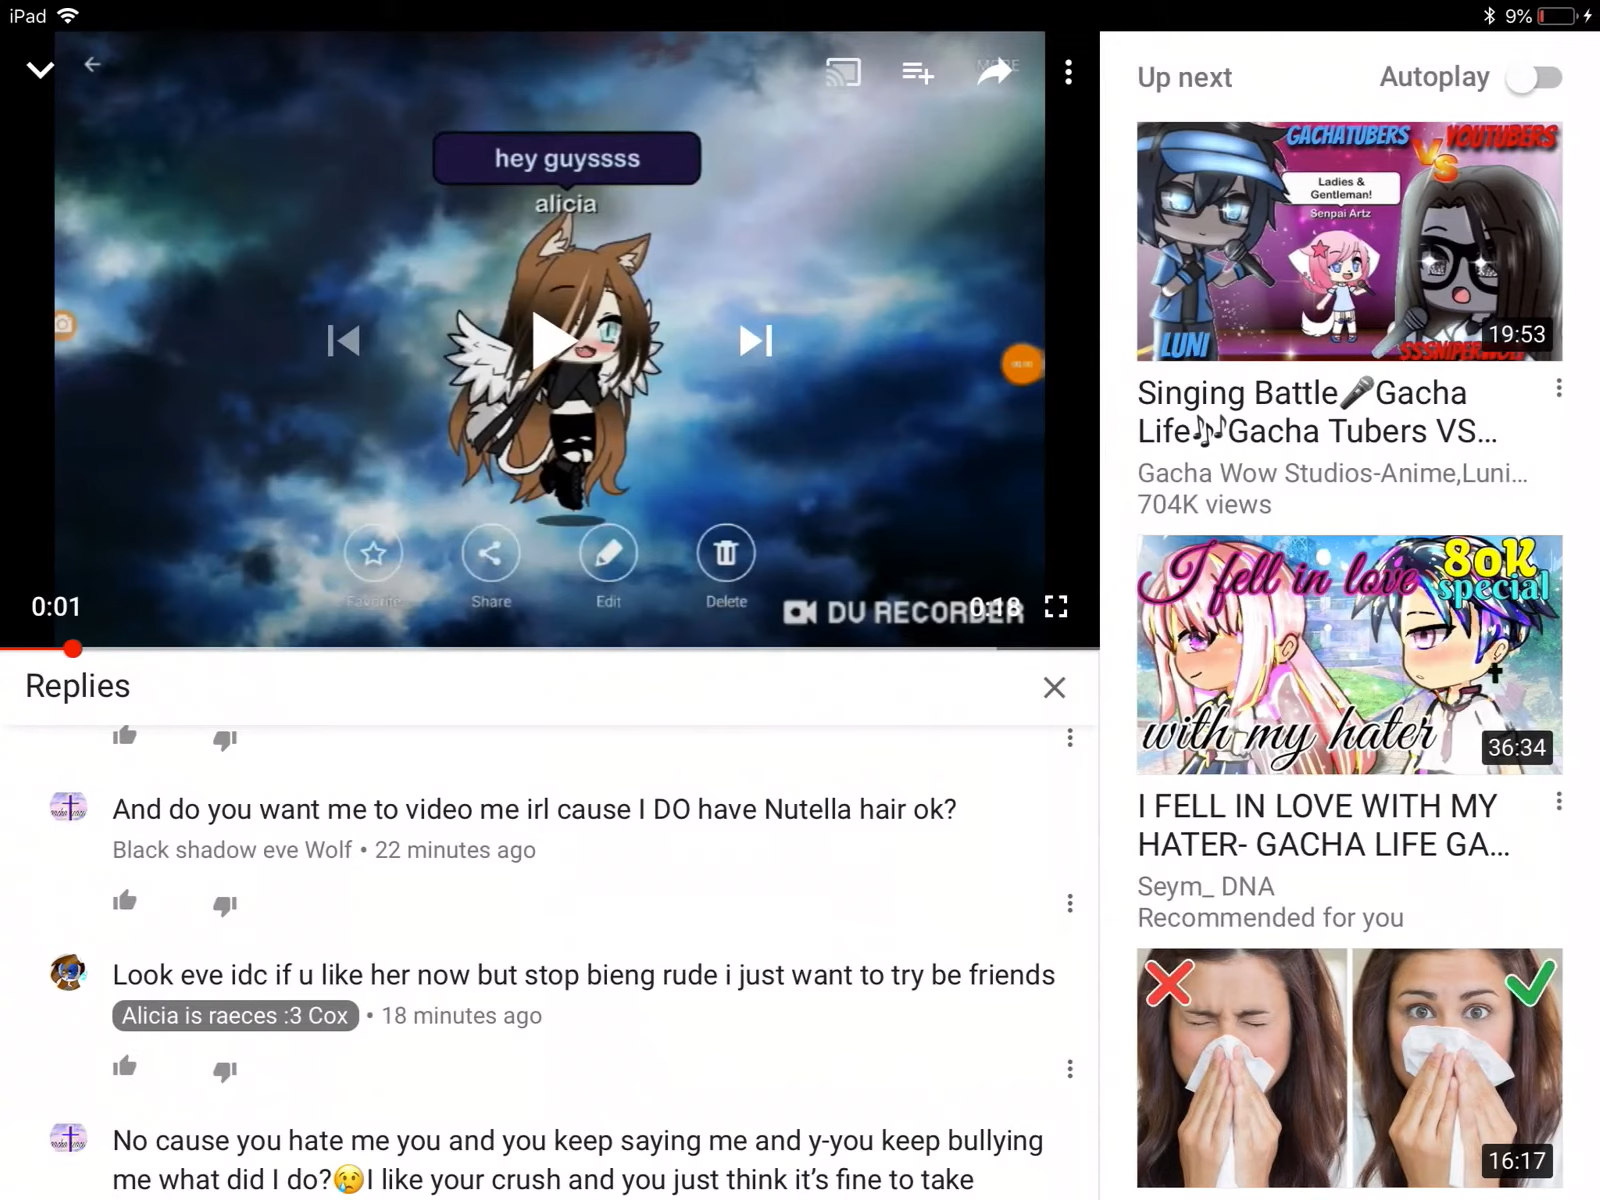 iPad
9%
MORE
hey guyssss
alicia
Favorite
Share
Edit
Delete
0:01
DU RECORDER
0:18
Replies
And do you want me to video me irl cause I DO have Nutella hair ok?
Black shadow eve Wolf • 22 minutes ago
Look eve idc if u like her now but stop bieng rude i just want to try be friends
Alicia is raeces :3 Cox • 18 minutes ago
No cause you hate me you and you keep saying me and y-you keep bullying
me what did I do?😢I like your crush and you just think it’s fine to take
Up next
Autoplay
GACHATUBERS
VS
YOUTUBERS
Ladies &
Gentleman!
Senpai Artz
LUNI
SSSNIPERWOLF
19:53
Singing Battle🎤Gacha
Life🎶Gacha Tubers VS...
Gacha Wow Studios-Anime,Luni...
704K views
I fell in love
80K
special
with my hater
36:34
I FELL IN LOVE WITH MY
HATER- GACHA LIFE GA...
Seym_ DNA
Recommended for you
16:17